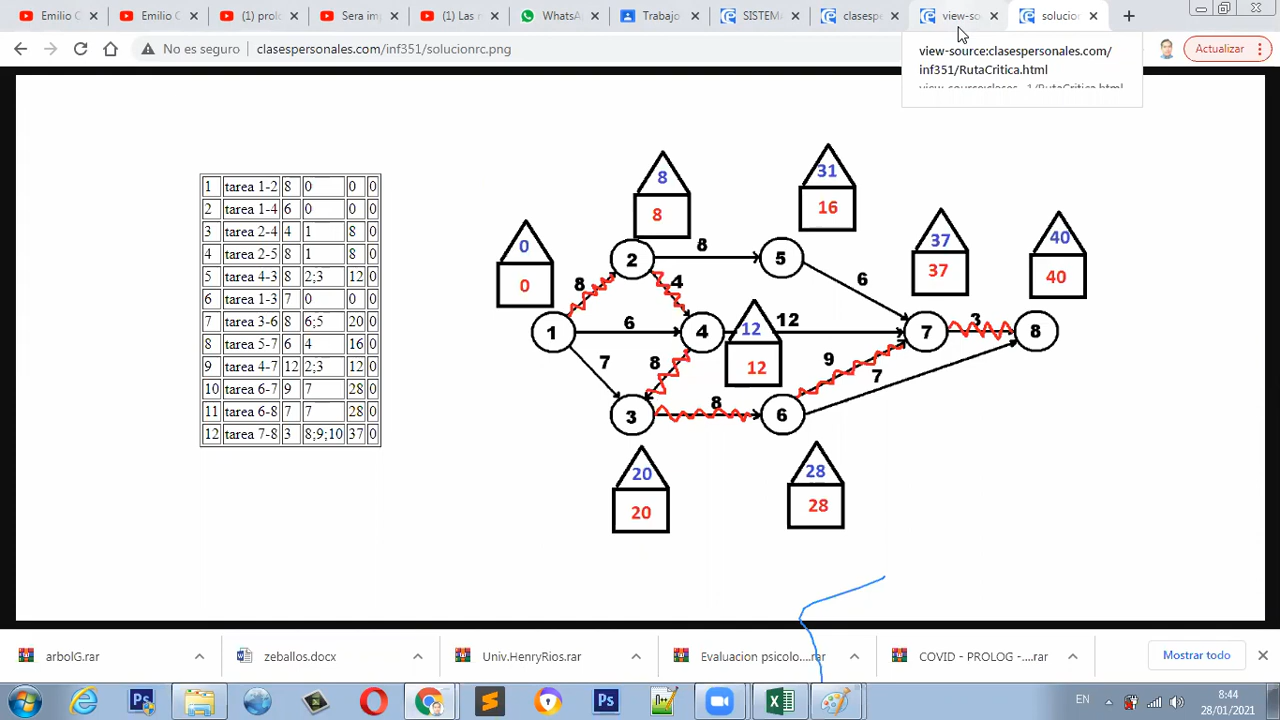 Emilio C
Emilio C
(1) prolo
Sera im
(1) Las m
WhatsA
Trabajo
SISTEM
clasesp
view-so
solucion
No es seguro
clasespersonales.com/inf351/solucionrc.png
Actualizar
view-source:clasespersonales.com/
inf351/RutaCritica.html
1 tarea 1-2 8 0 0 0
2 tarea 1-4 6 0 0 0
3 tarea 2-4 4 1 8 0
4 tarea 2-5 8 1 8 0
5 tarea 4-3 8 2;3 12 0
6 tarea 1-3 7 0 0 0
7 tarea 3-6 8 6;5 20 0
8 tarea 5-7 6 4 16 0
9 tarea 4-7 12 2;3 12 0
10 tarea 6-7 9 7 28 0
11 tarea 6-8 7 7 28 0
12 tarea 7-8 3 8;9;10 37 0
8
8
31
16
0
0
37
37
40
40
2
8
5
8
4
6
1
6
4
12
12
12
7
3
8
7
8
9
7
3
8
6
20
20
28
28
arbolG.rar
zeballos.docx
Univ.HenryRios.rar
Evaluacion psicolo....rar
COVID - PROLOG -....rar
Mostrar todo
EN
8:44
28/01/2021